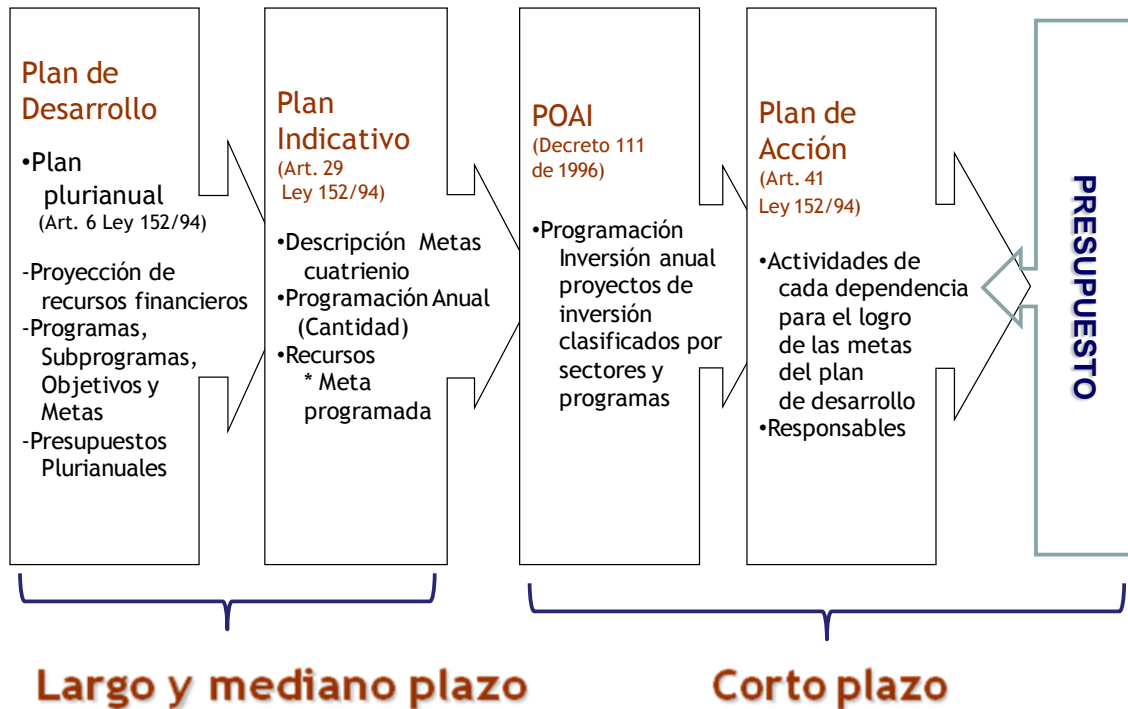 Plan de
Desarrollo
•Plan
plurianual
(Art. 6 Ley 152/94)
-Proyección de
recursos financieros
-Programas,
Subprogramas,
Objetivos y
Metas
-Presupuestos
Plurianuales
Plan
Indicativo
(Art. 29
Ley 152/94)
•Descripción Metas
cuatrienio
•Programación Anual
(Cantidad)
•Recursos
* Meta
programada
POAI
(Decreto 111
de 1996)
•Programación
Inversión anual
proyectos de
inversión
clasificados por
sectores y
programas
Plan de
Acción
(Art. 41
Ley 152/94)
•Actividades de
cada dependencia
para el logro
de las metas
del plan
de desarrollo
•Responsables
PRESUPUESTO
Largo y mediano plazo
Corto plazo